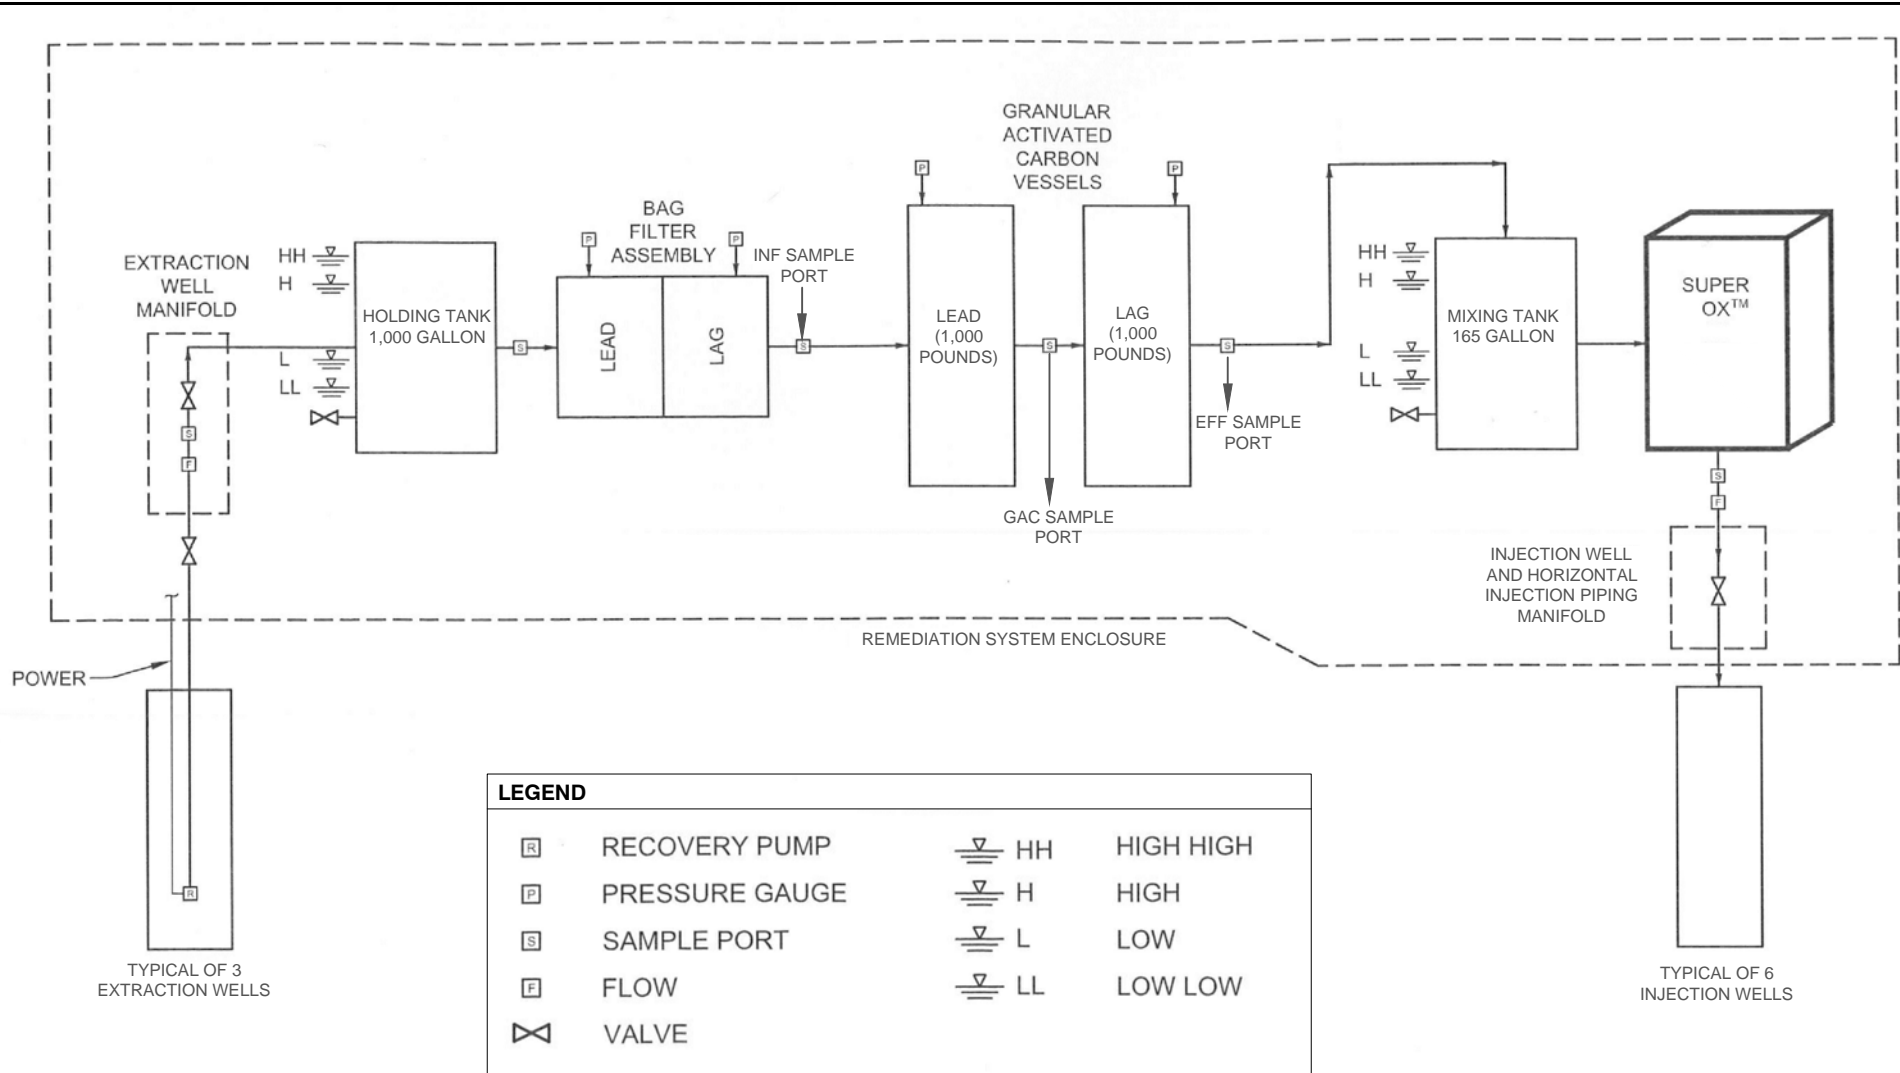 GRANULAR
ACTIVATED
CARBON
VESSELS
P
P
BAG
FILTER
ASSEMBLY
P
P
INF SAMPLE
PORT
EXTRACTION
WELL
MANIFOLD
HH
H
L
LL
HOLDING TANK
1,000 GALLON
S
LEAD
LAG
S
LEAD
(1,000
POUNDS)
S
LAG
(1,000
POUNDS)
S
HH
H
L
LL
MIXING TANK
165 GALLON
SUPER
OX™
S
F
EFF SAMPLE
PORT
GAC SAMPLE
PORT
S
F
INJECTION WELL
AND HORIZONTAL
INJECTION PIPING
MANIFOLD
REMEDIATION SYSTEM ENCLOSURE
POWER
R
TYPICAL OF 3
EXTRACTION WELLS
TYPICAL OF 6
INJECTION WELLS
LEGEND
R RECOVERY PUMP
P PRESSURE GAUGE
S SAMPLE PORT
F FLOW
VALVE
HH HIGH HIGH
H HIGH
L LOW
LL LOW LOW